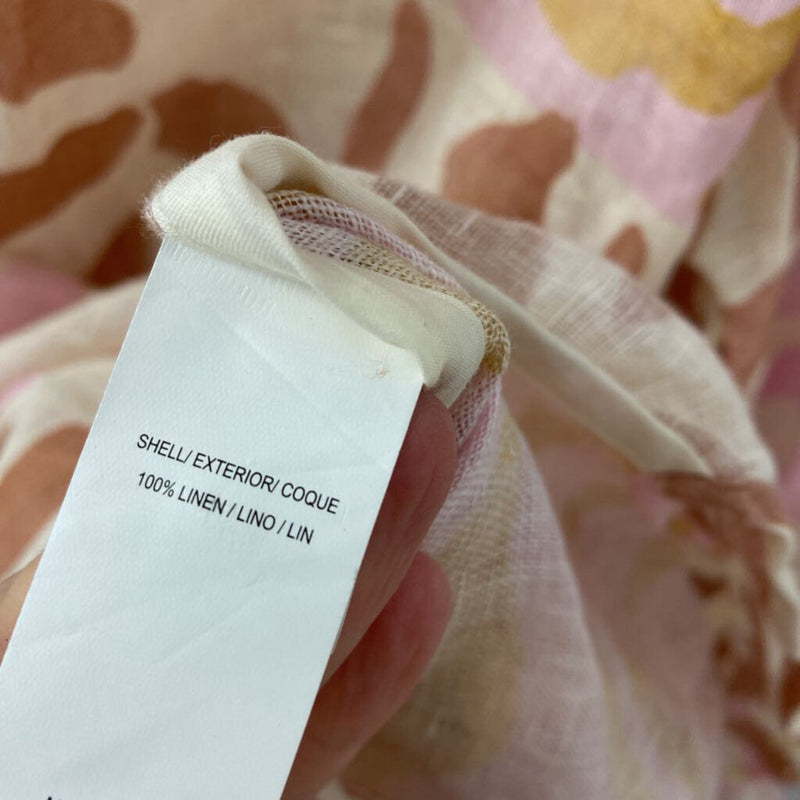 SHELL/ EXTERIOR/ COQUE
100% LINEN / LINO / LIN